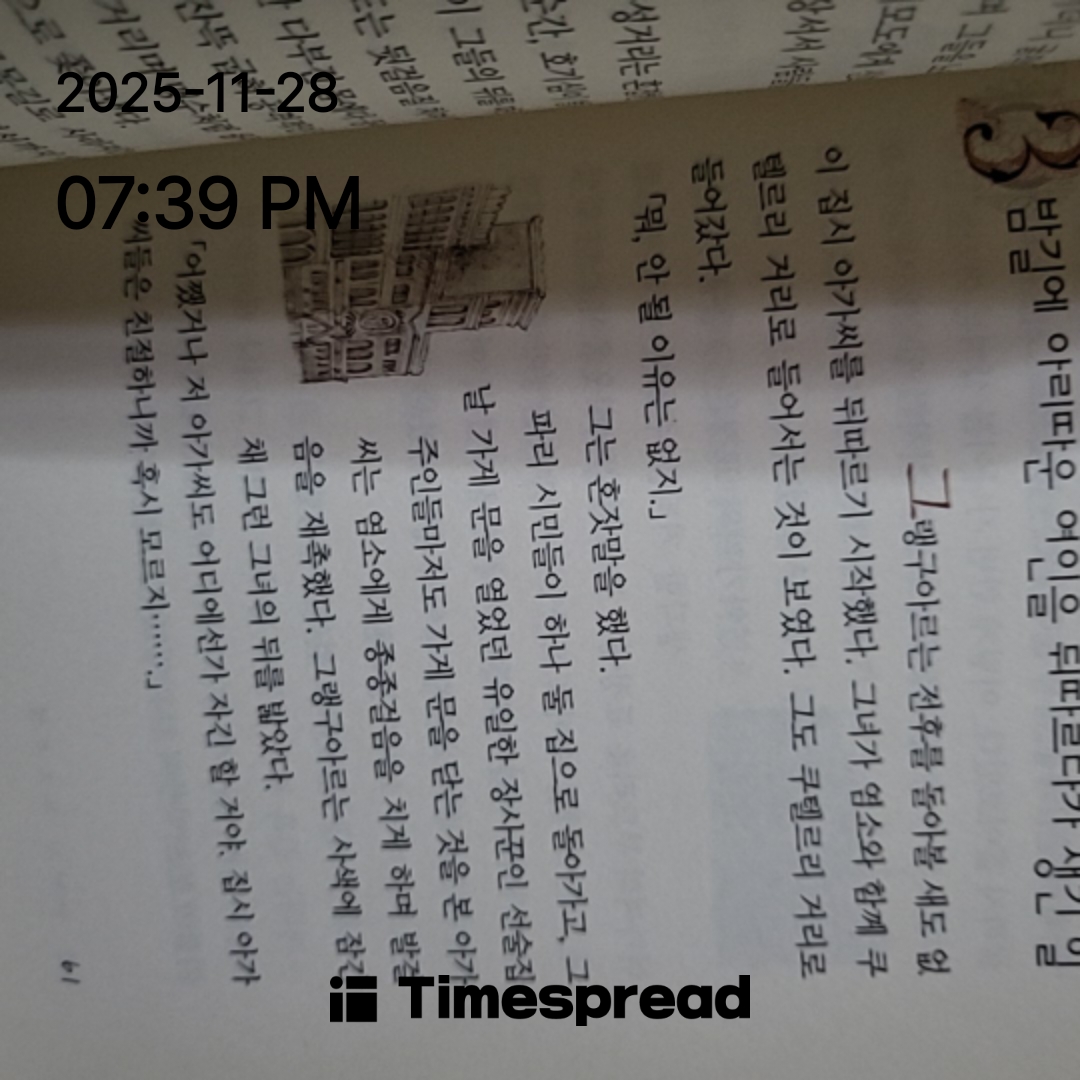 2025-11-28
07:39 PM
3
밤길에 아리따운 여인을 뒤따르다가 생긴 일
그랭구아르는 전후를 돌아볼 새도 없
이 집시 아가씨를 뒤따르기 시작했다. 그녀가 염소와 함께 쿠
텔르리 거리로 들어서는 것이 보였다. 그도 쿠텔르리 거리로
들어갔다.
「뭐, 안 될 이유는 없지.」
그는 혼잣말을 했다.
파리 시민들이 하나 둘 집으로 돌아가고, 그
날 가게 문을 열었던 유일한 장사꾼인 선술집
주인들마저도 가게 문을 닫는 것을 본 아가
씨는 염소에게 종종걸음을 치게 하며 발걸
음을 재촉했다. 그랭구아르는 사색에 잠긴
채 그런 그녀의 뒤를 밟았다.
「어쨌거나 저 아가씨도 어디에선가 자긴 할 거야. 집시 아가
씨들은 친절하니까 혹시 모르지……」
61
Timespread